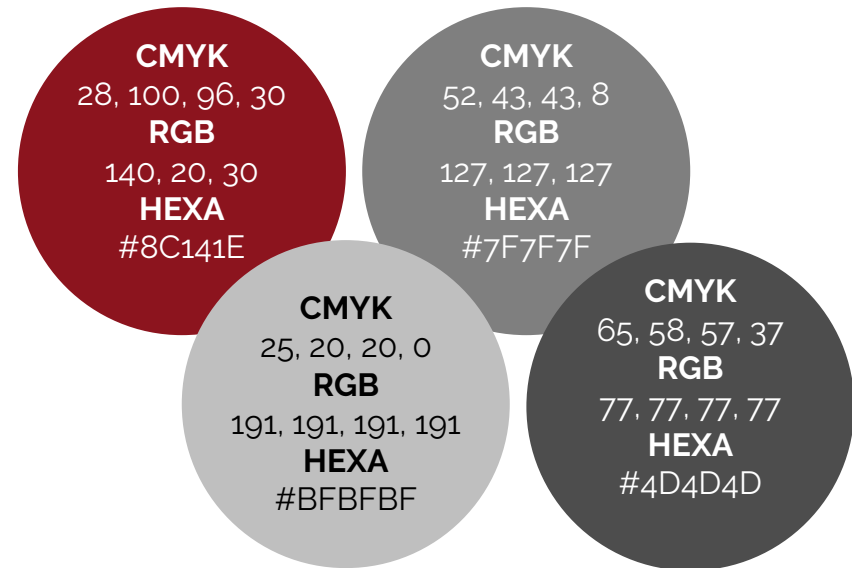 CMYK
28, 100, 96, 30
RGB
140, 20, 30
HEXA
#8C141E
CMYK
52, 43, 43, 8
RGB
127, 127, 127
HEXA
#7F7F7F
CMYK
25, 20, 20, 0
RGB
191, 191, 191, 191
HEXA
#BFBFBF
CMYK
65, 58, 57, 37
RGB
77, 77, 77, 77
HEXA
#4D4D4D